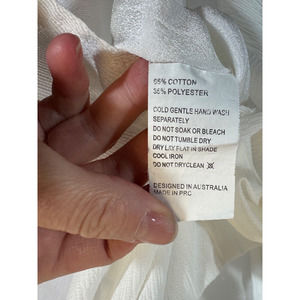 65% COTTON
35% POLYESTER
COLD GENTLE HAND WASH
SEPARATELY
DO NOT SOAK OR BLEACH
DO NOT TUMBLE DRY
DRY LAY FLAT IN SHADE
COOL IRON
DO NOT DRYCLEAN
DESIGNED IN AUSTRALIA
MADE IN PRC